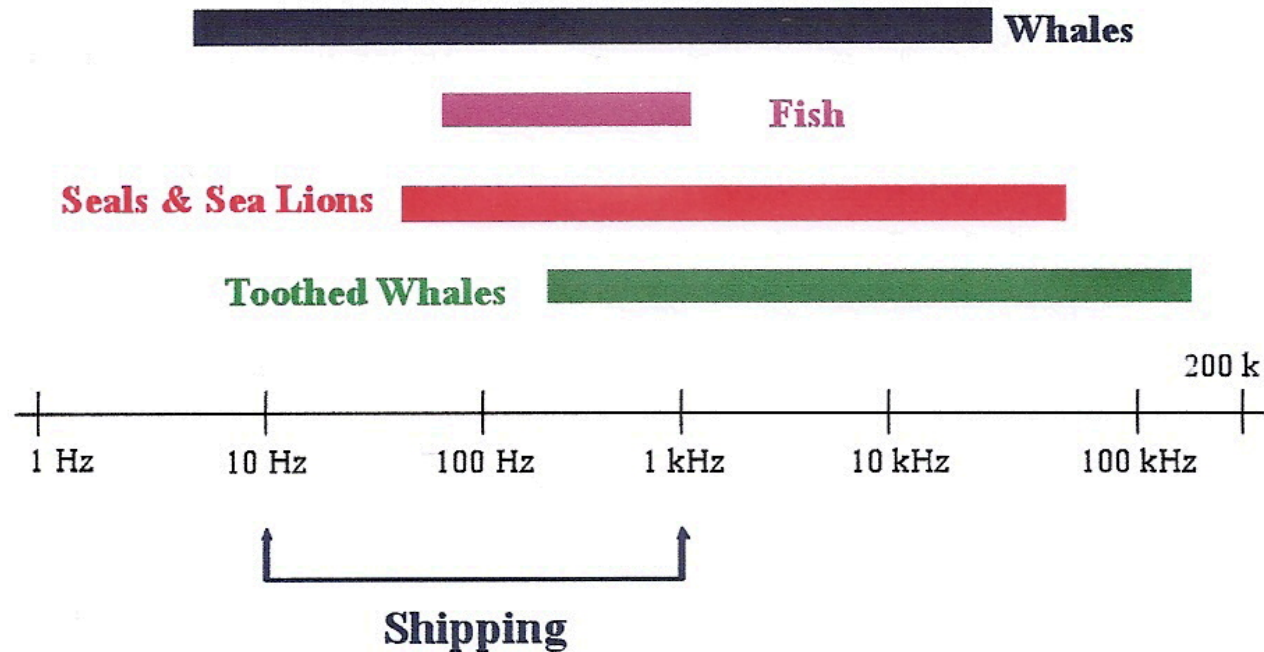 Whales
Fish
Seals & Sea Lions
Toothed Whales
200 k
1 Hz 10 Hz 100 Hz 1 kHz 10 kHz 100 kHz
Shipping